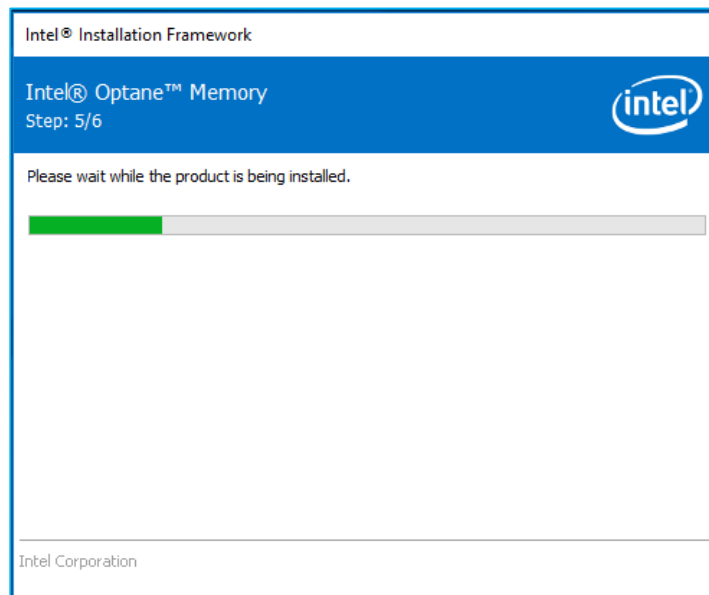 Intel® Installation Framework
Intel® Optane™ Memory
Step: 5/6
intel
Please wait while the product is being installed.
Intel Corporation